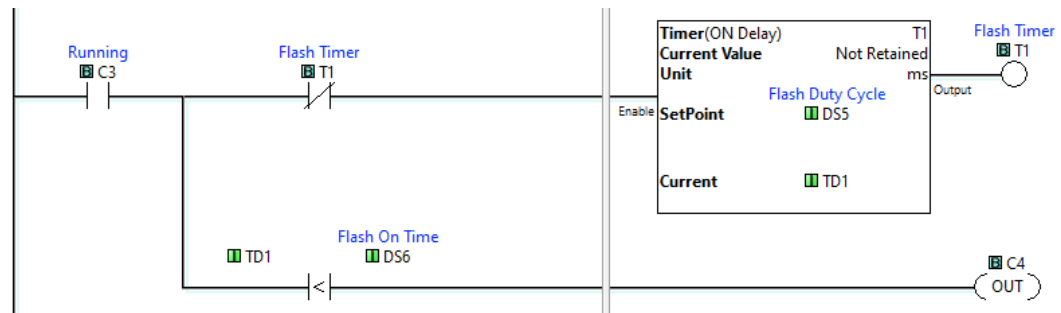 Running
C3
Flash Timer
T1
Timer(ON Delay) T1
Current Value Not Retained
Unit ms
Flash Duty Cycle
Enable SetPoint DS5
Current TD1
Output
Flash Timer
T1
TD1
Flash On Time
DS6
<
C4
OUT